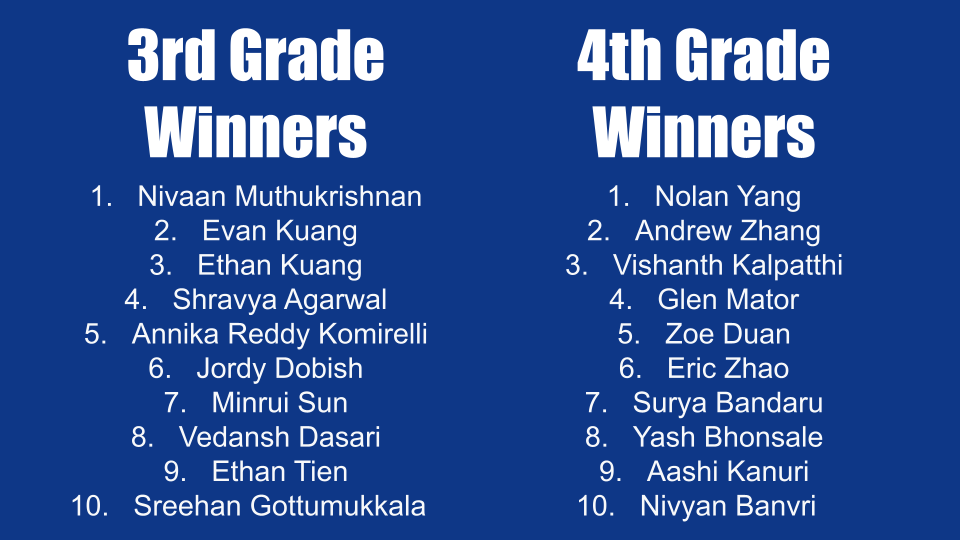 3rd Grade
Winners
1. Nivaan Muthukrishnan
2. Evan Kuang
3. Ethan Kuang
4. Shravya Agarwal
5. Annika Reddy Komirelli
6. Jordy Dobish
7. Minrui Sun
8. Vedansh Dasari
9. Ethan Tien
10. Sreehan Gottumukkala
4th Grade
Winners
1. Nolan Yang
2. Andrew Zhang
3. Vishanth Kalpatthi
4. Glen Mator
5. Zoe Duan
6. Eric Zhao
7. Surya Bandaru
8. Yash Bhonsale
9. Aashi Kanuri
10. Nivyan Banvri